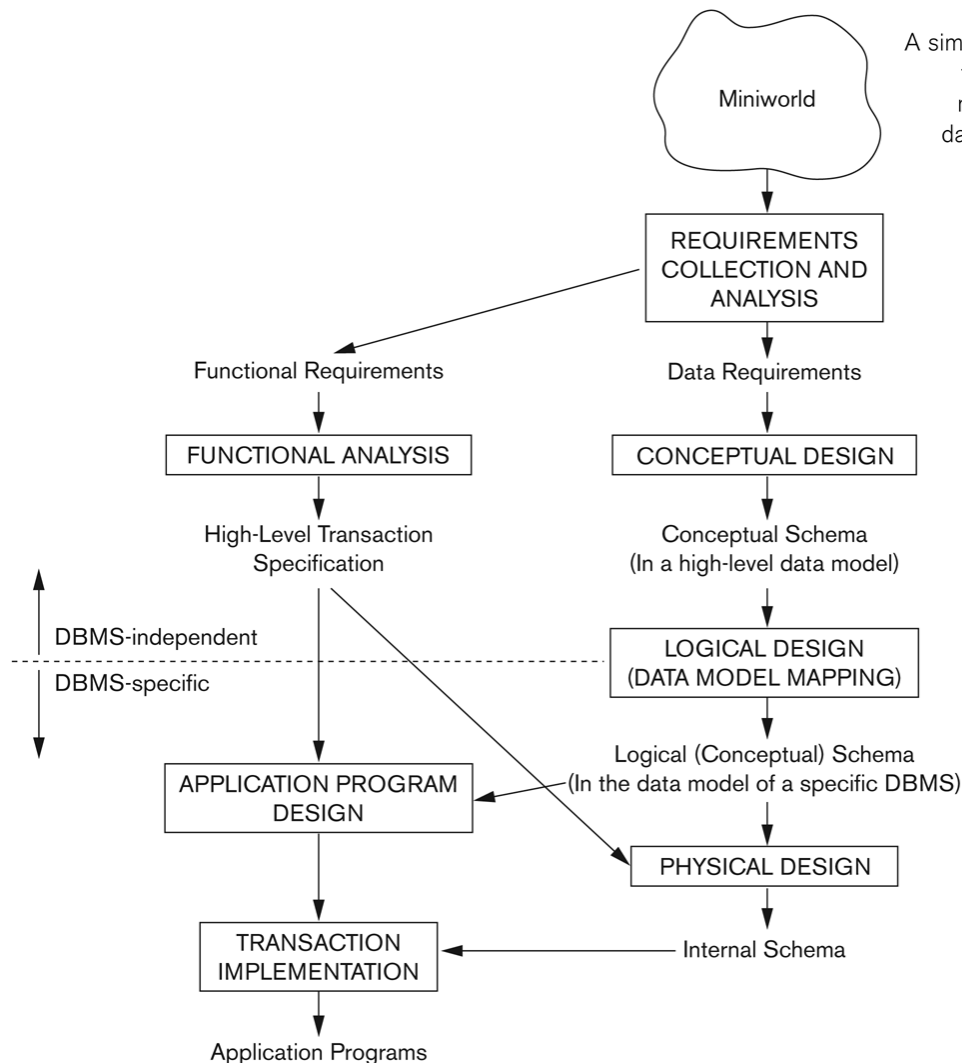 A sim
Miniworld
da
REQUIREMENTS
COLLECTION AND
ANALYSIS
Functional Requirements
Data Requirements
FUNCTIONAL ANALYSIS
CONCEPTUAL DESIGN
High-Level Transaction
Specification
Conceptual Schema
(In a high-level data model)
DBMS-independent
DBMS-specific
LOGICAL DESIGN
(DATA MODEL MAPPING)
Logical (Conceptual) Schema
(In the data model of a specific DBMS)
APPLICATION PROGRAM
DESIGN
PHYSICAL DESIGN
TRANSACTION
IMPLEMENTATION
Internal Schema
Application Programs